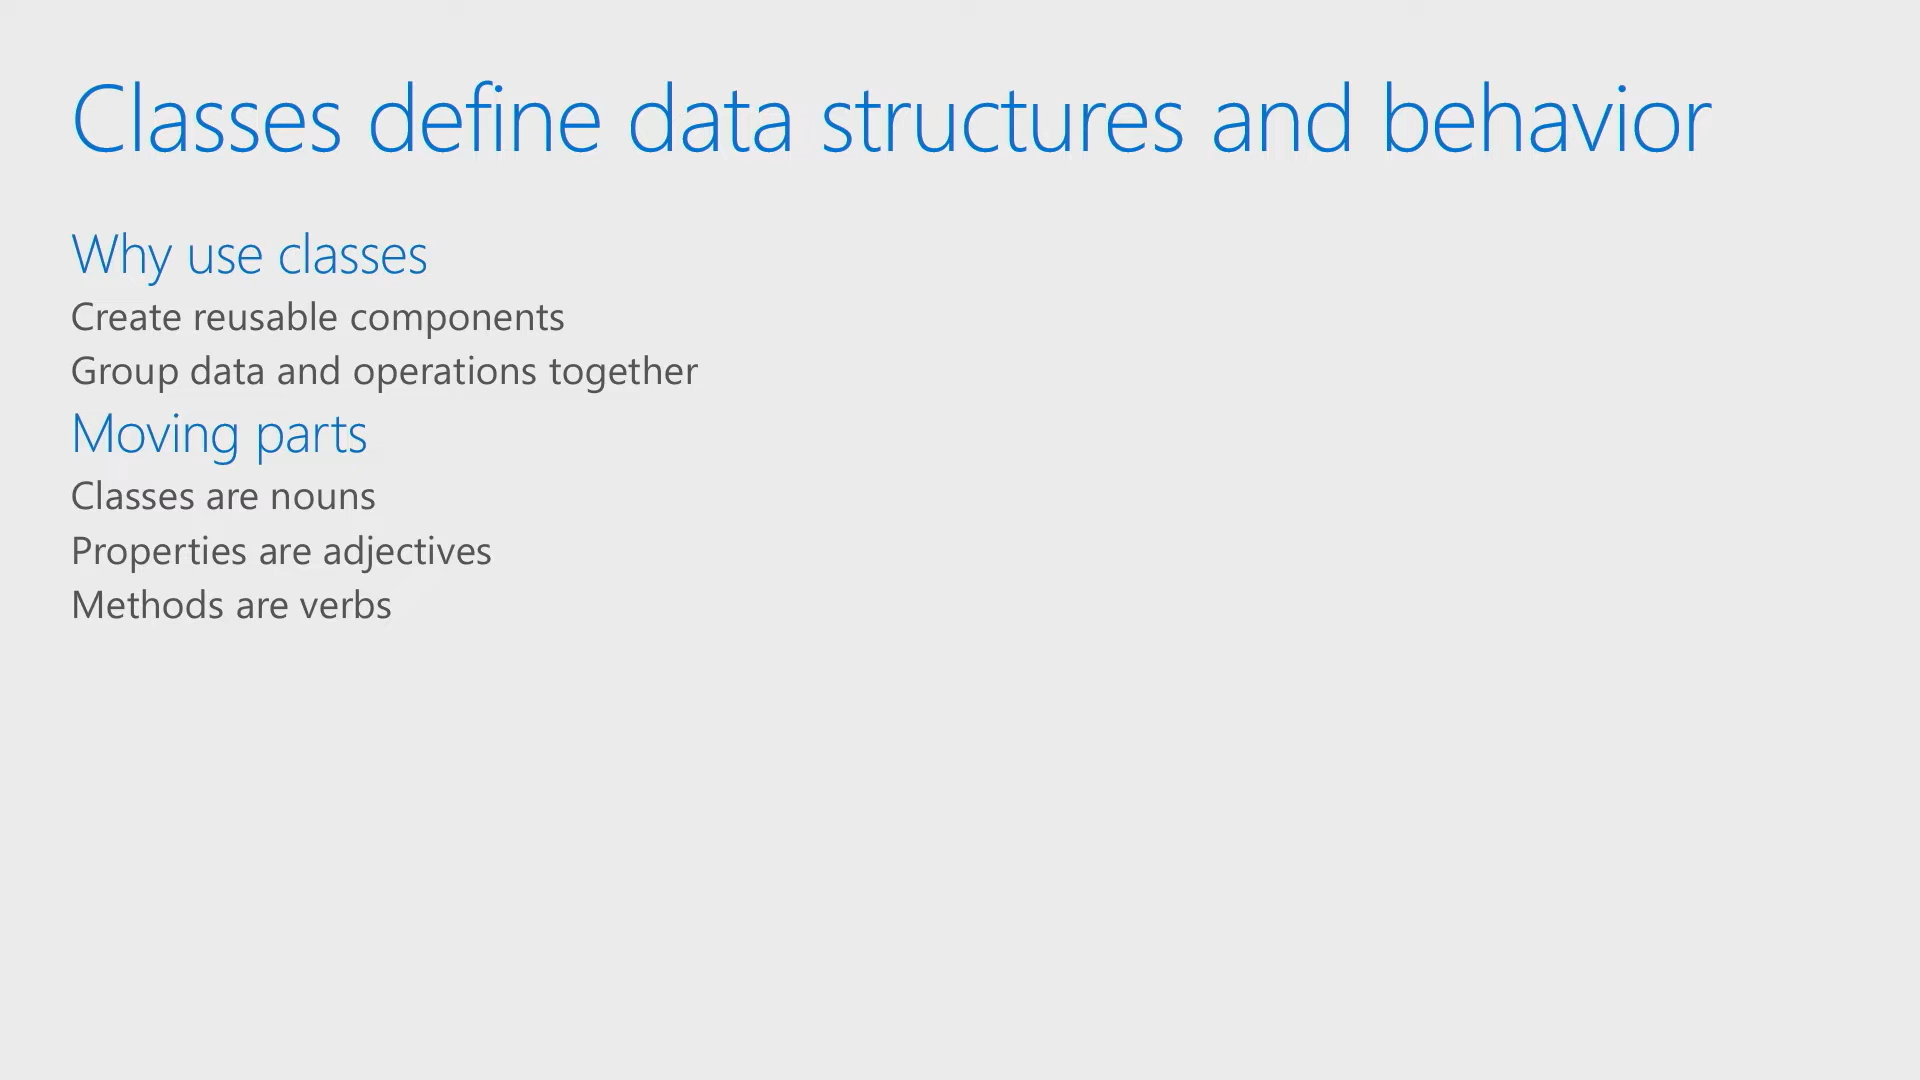 Classes define data structures and behavior
Why use classes
Create reusable components
Group data and operations together
Moving parts
Classes are nouns
Properties are adjectives
Methods are verbs